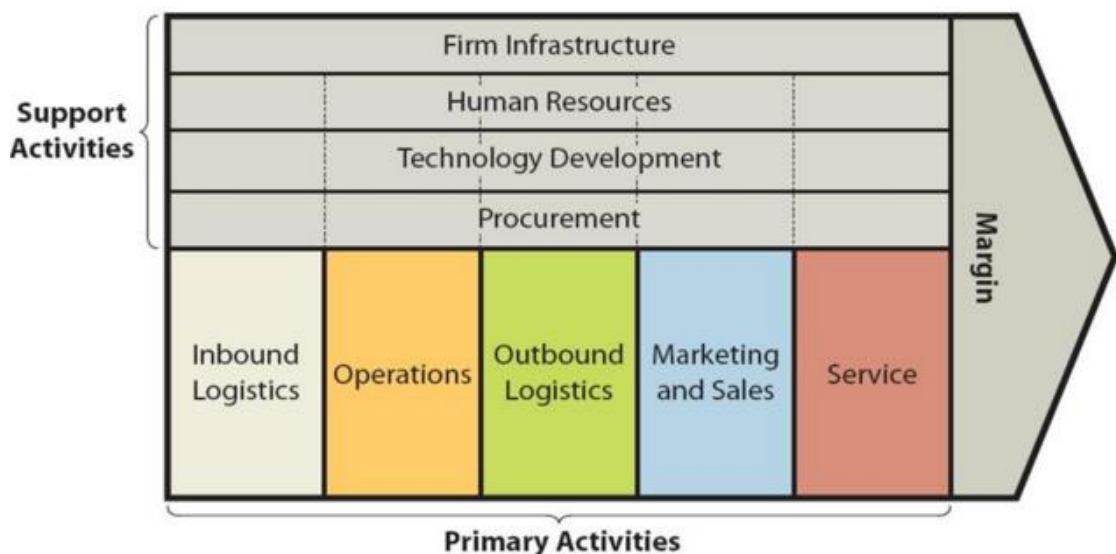 Firm Infrastructure
Human Resources
Technology Development
Procurement
Support
Activities
Inbound
Logistics
Operations
Outbound
Logistics
Marketing
and Sales
Service
Margin
Primary Activities